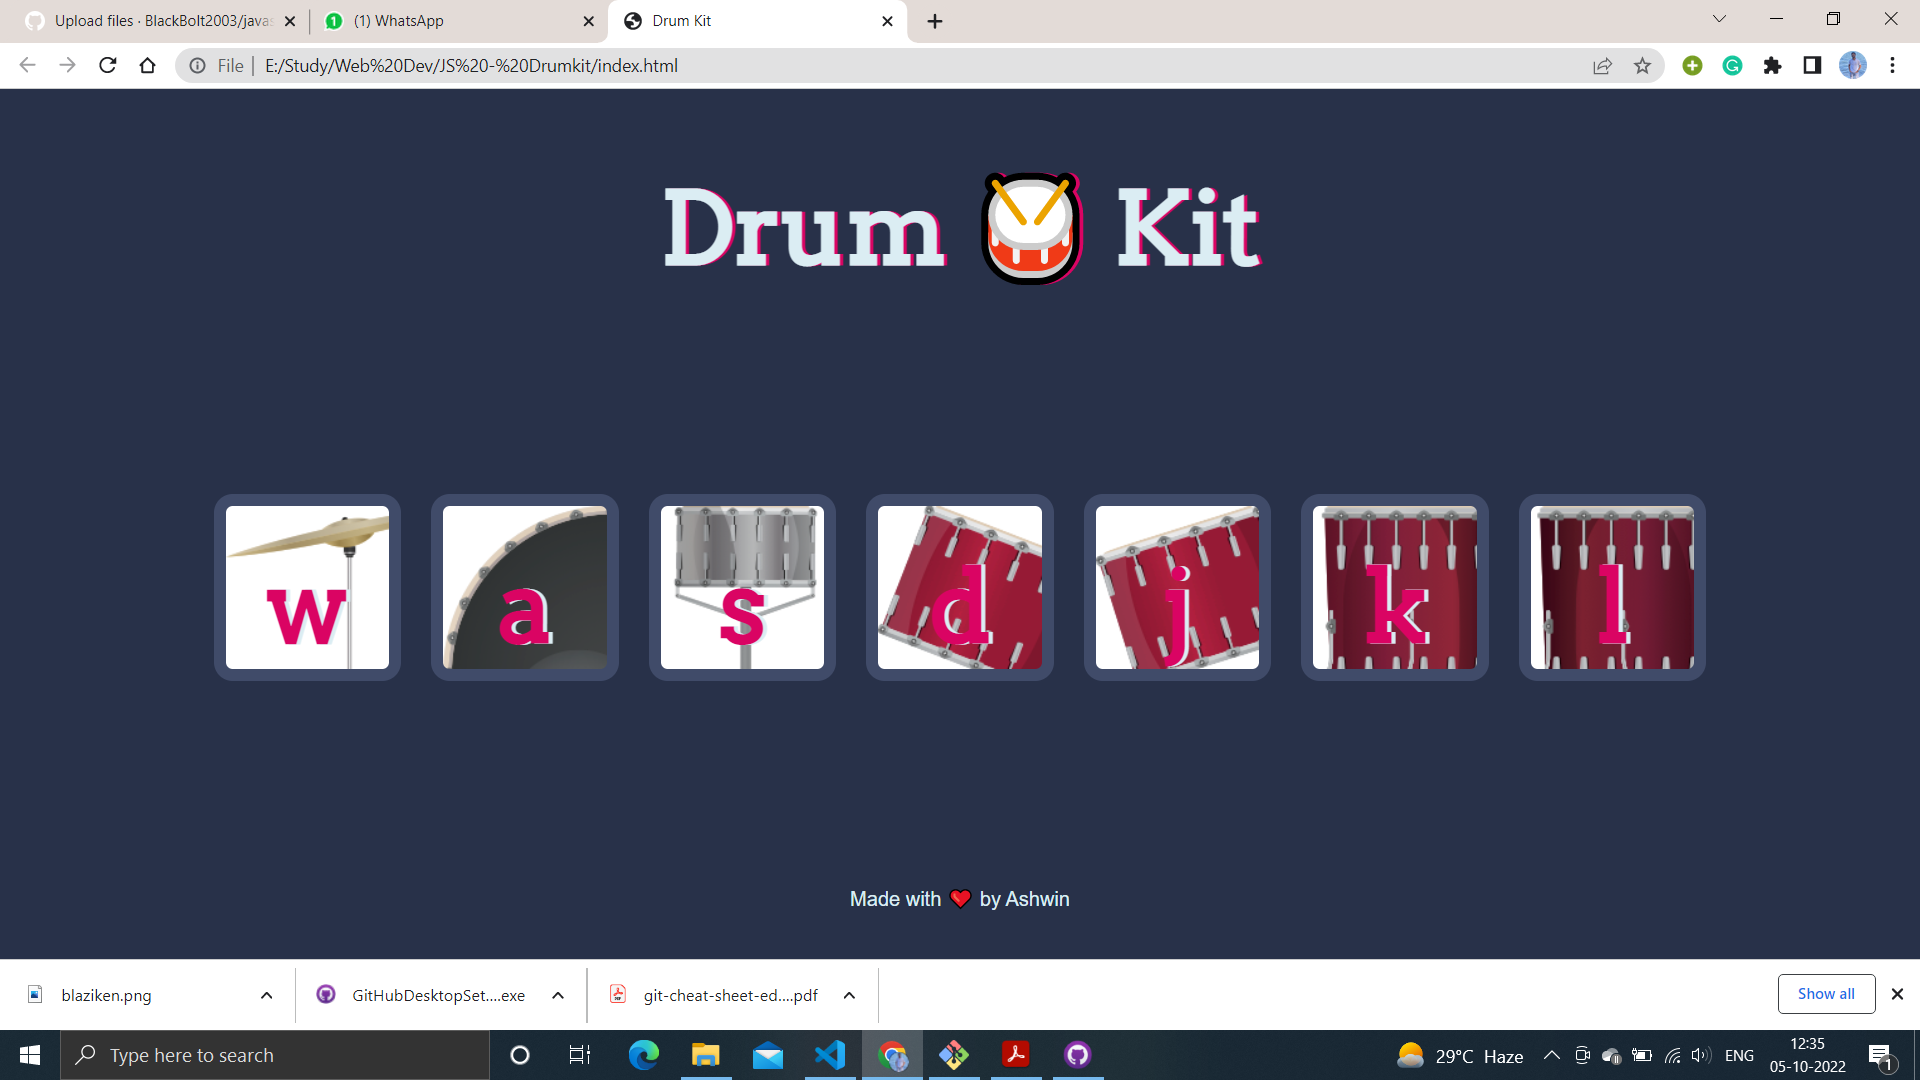 Upload files · BlackBolt2003/javas
1 (1) WhatsApp
Drum Kit
File | E:/Study/Web%20Dev/JS%20-%20Drumkit/index.html
Drum 🥁 Kit
w a s d j k l
Made with ❤️ by Ashwin
blaziken.png
GitHubDesktopSet....exe
git-cheat-sheet-ed....pdf
Show all
Type here to search
29°C Haze
ENG
12:35
05-10-2022
1